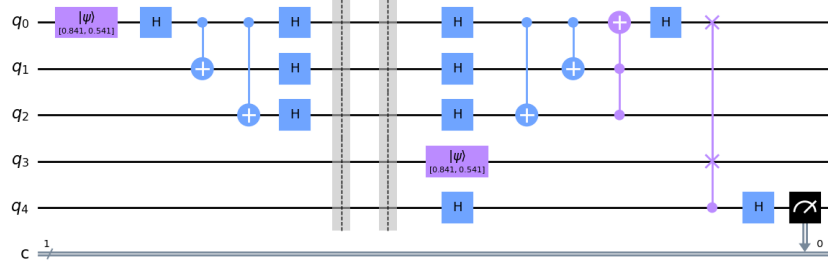 q0 |ψ⟩ [0.841, 0.541] H H H
q1 H H
q2 H H
q3 |ψ⟩ [0.841, 0.541]
q4 H H
c 1 0